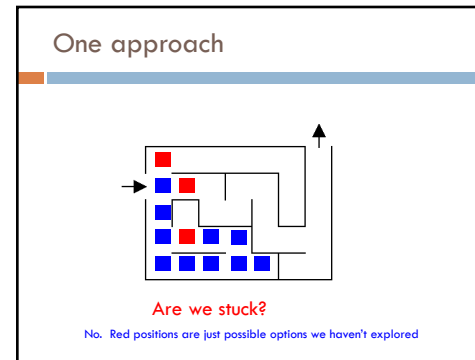 One approach
Are we stuck?
No. Red positions are just possible options we haven't explored